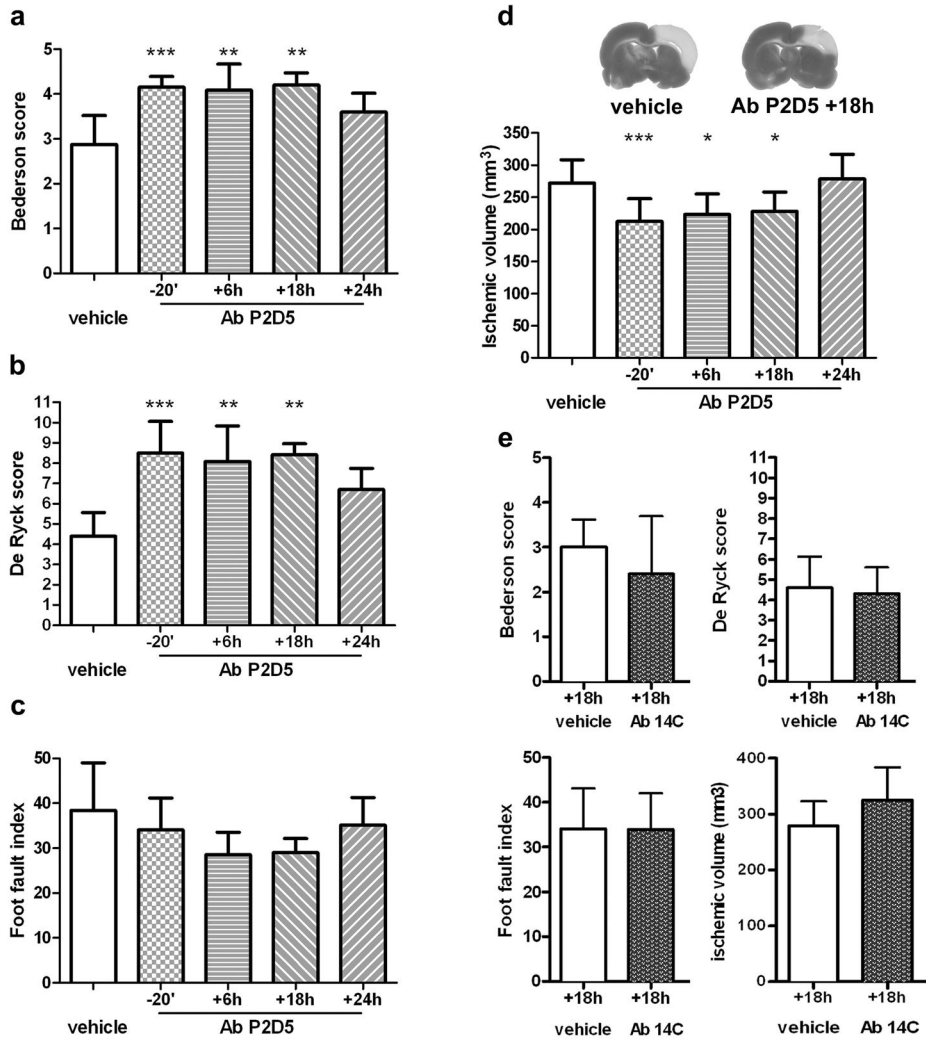 a
*** ** **
Bederson score
5
4
3
2
1
0
-20' +6h +18h +24h
vehicle Ab P2D5
b
*** ** **
De Ryck score
11
10
9
8
7
6
5
4
3
2
1
0
-20' +6h +18h +24h
vehicle Ab P2D5
c
Foot fault index
50
40
30
20
10
0
-20' +6h +18h +24h
vehicle Ab P2D5
d
vehicle Ab P2D5 +18h
*** * *
Ischemic volume (mm³)
350
300
250
200
150
100
50
0
-20' +6h +18h +24h
vehicle Ab P2D5
e
Bederson score
5
4
3
2
1
0
+18h +18h
vehicle Ab 14C
De Ryck score
11
10
9
8
7
6
5
4
3
2
1
0
+18h +18h
vehicle Ab 14C
Foot fault index
50
40
30
20
10
0
+18h +18h
vehicle Ab 14C
ischemic volume (mm3)
400
300
200
100
0
+18h +18h
vehicle Ab 14C